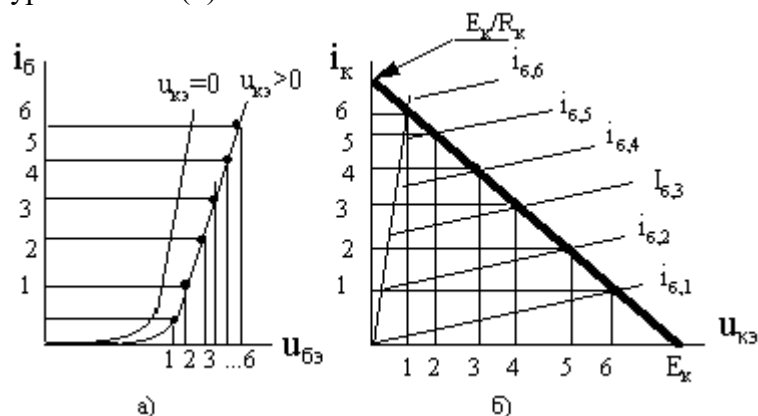 (
Eк/Rк
iб
uкэ=0
uкэ>0
6
5
4
3
2
1
1 2 3 ...6
uбэ
а)
iк
iб,6
iб,5
iб,4
Iб,3
iб,2
iб,1
6
5
4
3
2
1
1 2 3 4 5 6
Eк
uкэ
б)